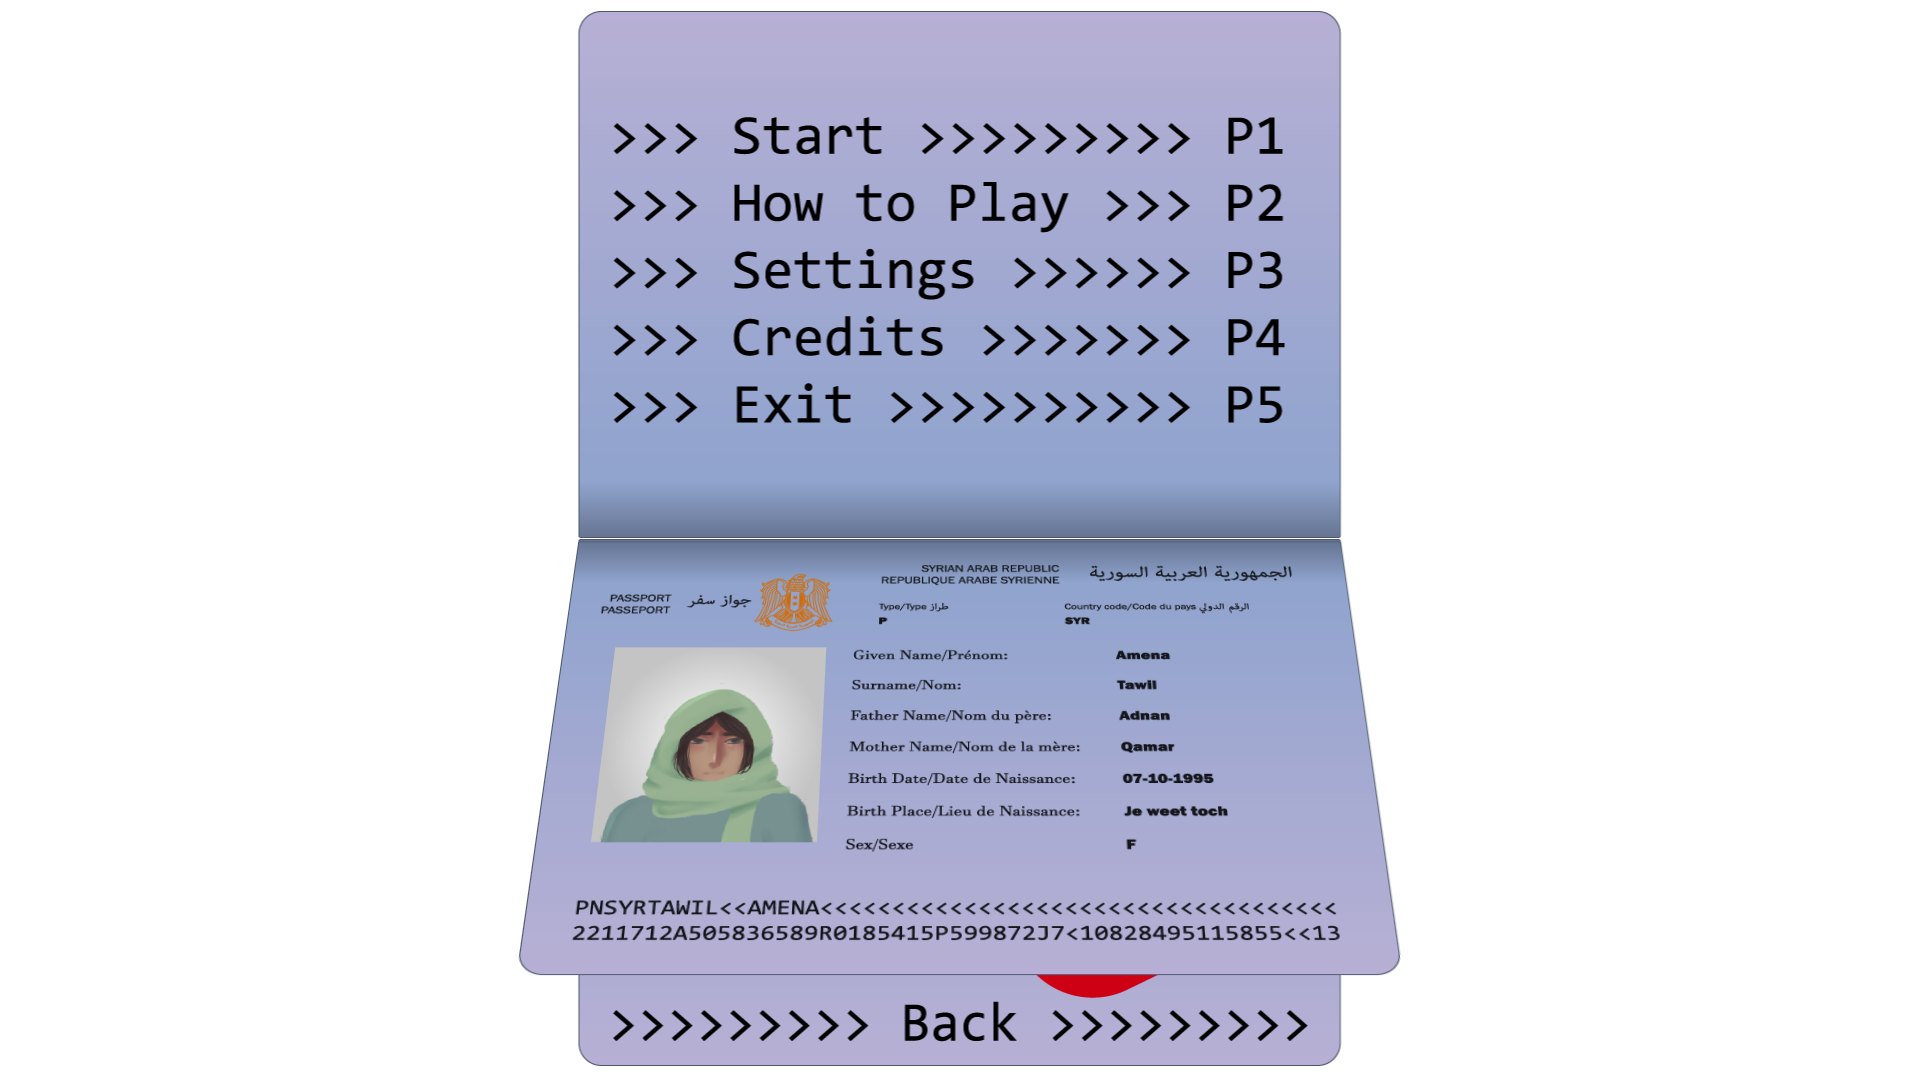 >>> Start >>>>>>>>> P1
>>> How to Play >>> P2
>>> Settings >>>>>> P3
>>> Credits >>>>>>> P4
>>> Exit >>>>>>>>>> P5
SYRIAN ARAB REPUBLIC
REPUBLIQUE ARABE SYRIENNE
الجمهورية العربية السورية
PASSPORT
PASSEPORT
جواز سفر
Type/Type طراز
P
Country code/Code du pays الرقم الدولي
SYR
Given Name/Prénom: Amena
Surname/Nom: Tawil
Father Name/Nom du père: Adnan
Mother Name/Nom de la mère: Qamar
Birth Date/Date de Naissance: 07-10-1995
Birth Place/Lieu de Naissance: Je weet toch
Sex/Sexe F
PNSYRTAWIL<<AMENA<<<<<<<<<<<<<<<<<<<<<<<<<<<<<<<<<<<<
2211712A505836589R0185415P599872J7<10828495115855<<13
>>>>>>>>> Back >>>>>>>>>